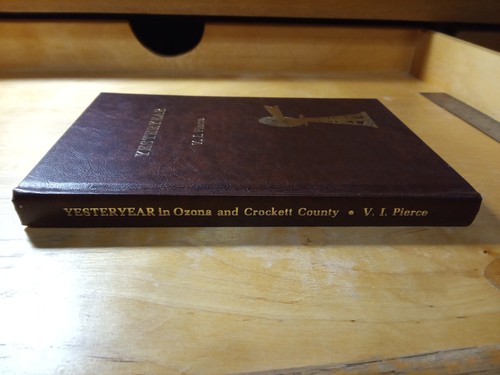 YESTERYEAR
V. I. Pierce
YESTERYEAR in Ozona and Crockett County • V. I. Pierce